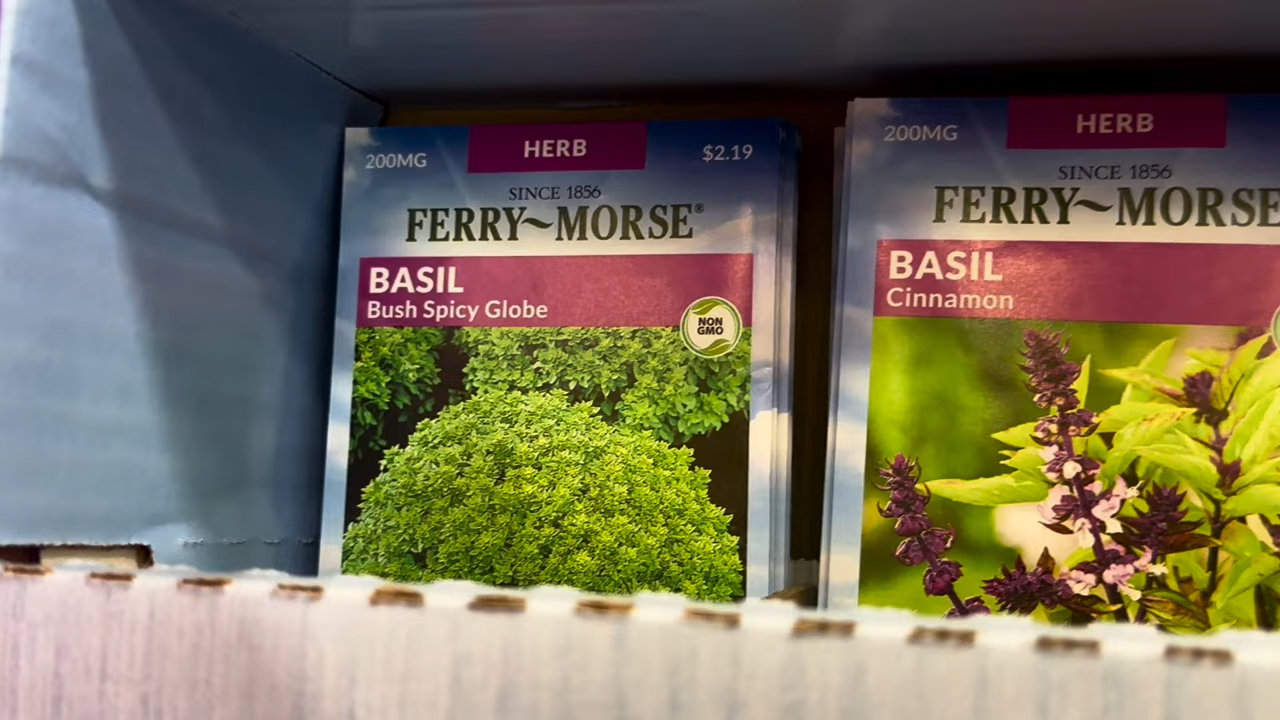 200MG
HERB
$2.19
SINCE 1856
FERRY~MORSE®
BASIL
Bush Spicy Globe
NON
GMO
200MG
HERB
SINCE 1856
FERRY~MORSE
BASIL
Cinnamon